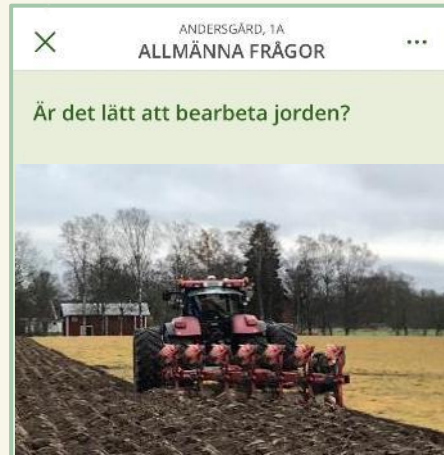 ANDERSGÅRD, 1A
ALLMÄNNA FRÅGOR
Är det lätt att bearbeta jorden?